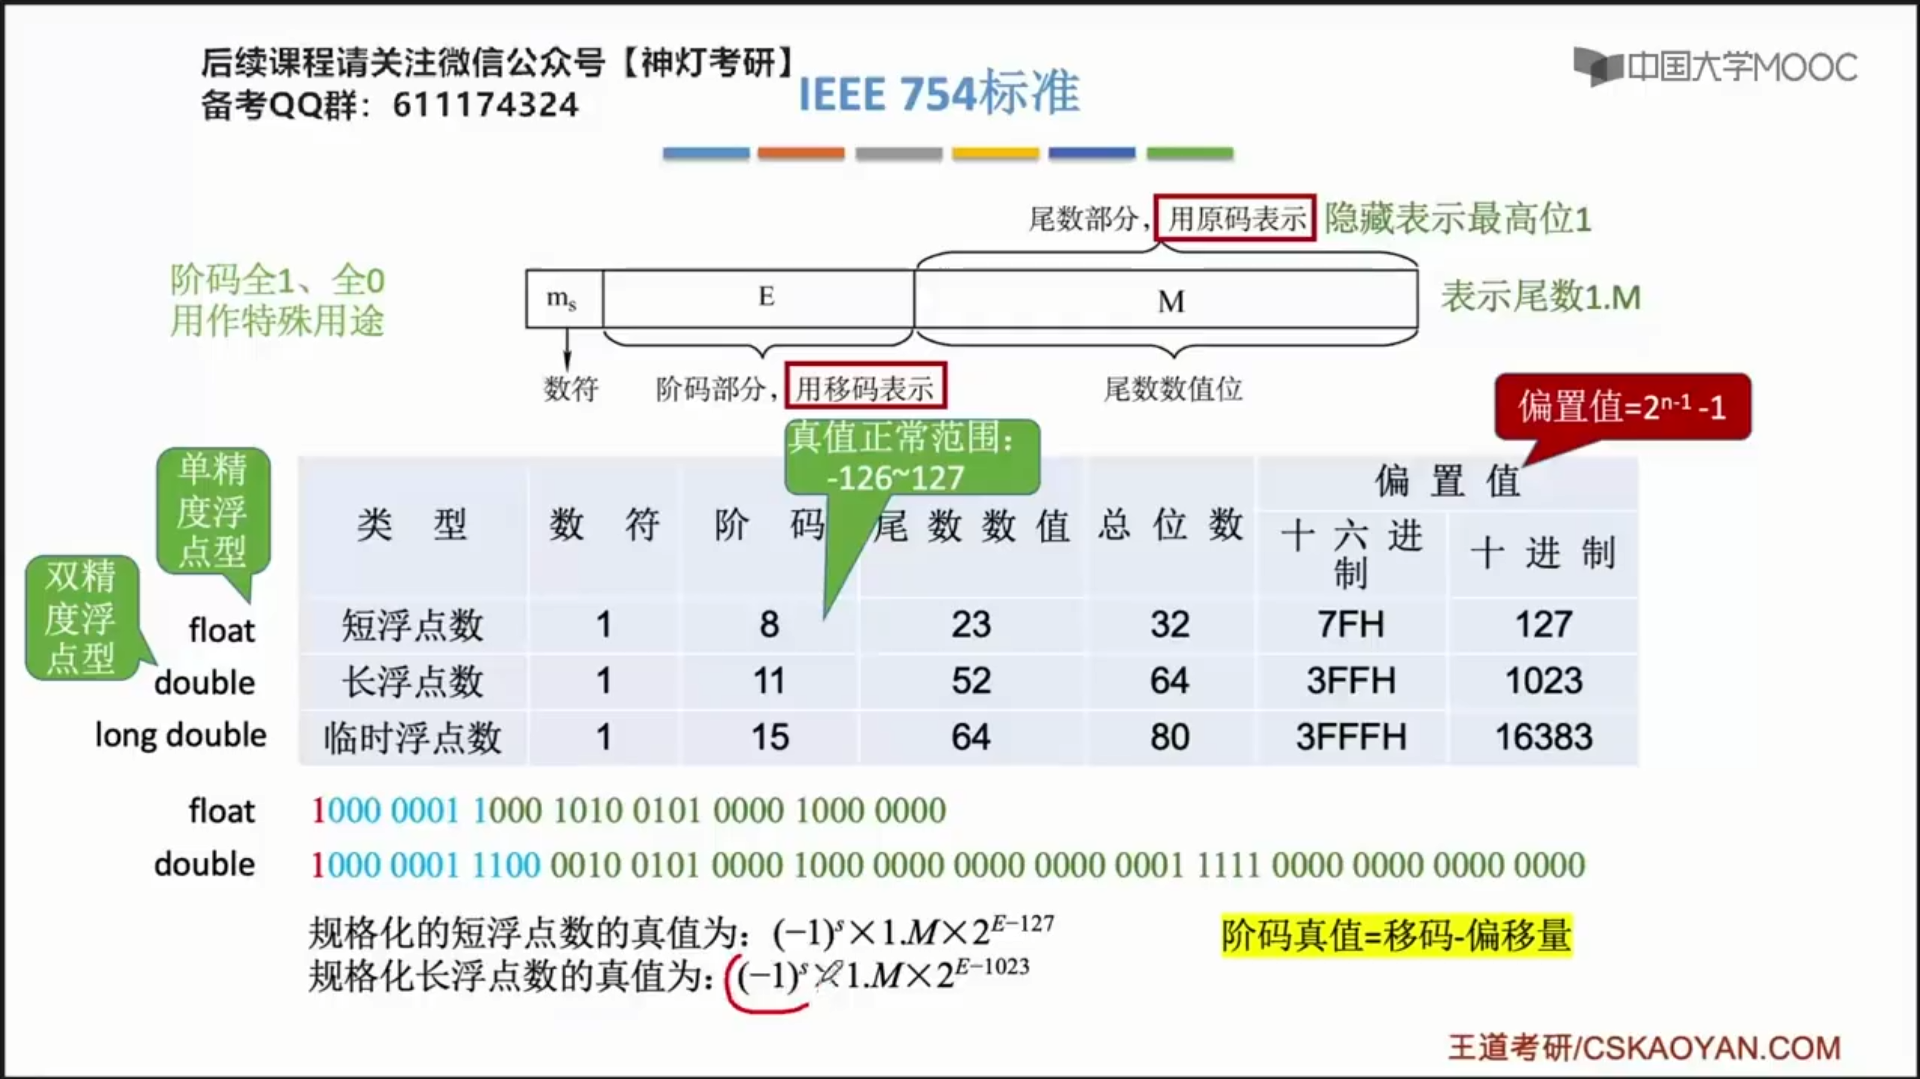 后续课程请关注微信公众号【神灯考研】
备考QQ群：611174324
IEEE 754标准
中国大学MOOC
尾数部分，用原码表示 隐藏表示最高位1
阶码全1、全0
用作特殊用途
mₛ E M
表示尾数1.M
数符 阶码部分，用移码表示 尾数数值位
偏置值=2ⁿ⁻¹ -1
真值正常范围：
-126~127
单精
度浮
点型
双精
度浮
点型
类 型 数 符 阶 码 尾 数 数 值 总 位 数 偏 置 值
十 六 进
制
十 进 制
float 短浮点数 1 8 23 32 7FH 127
double 长浮点数 1 11 52 64 3FFH 1023
long double 临时浮点数 1 15 64 80 3FFFH 16383
float 1000 0001 1000 1010 0101 0000 1000 0000
double 1000 0001 1100 0010 0101 0000 1000 0000 0000 0000 0001 1111 0000 0000 0000 0000
规格化的短浮点数的真值为：(−1)ˢ×1.M×2ᴱ⁻¹²⁷
规格化长浮点数的真值为：(−1)ˢ×1.M×2ᴱ⁻¹⁰²³
阶码真值=移码-偏移量
王道考研/CSKAOYAN.COM